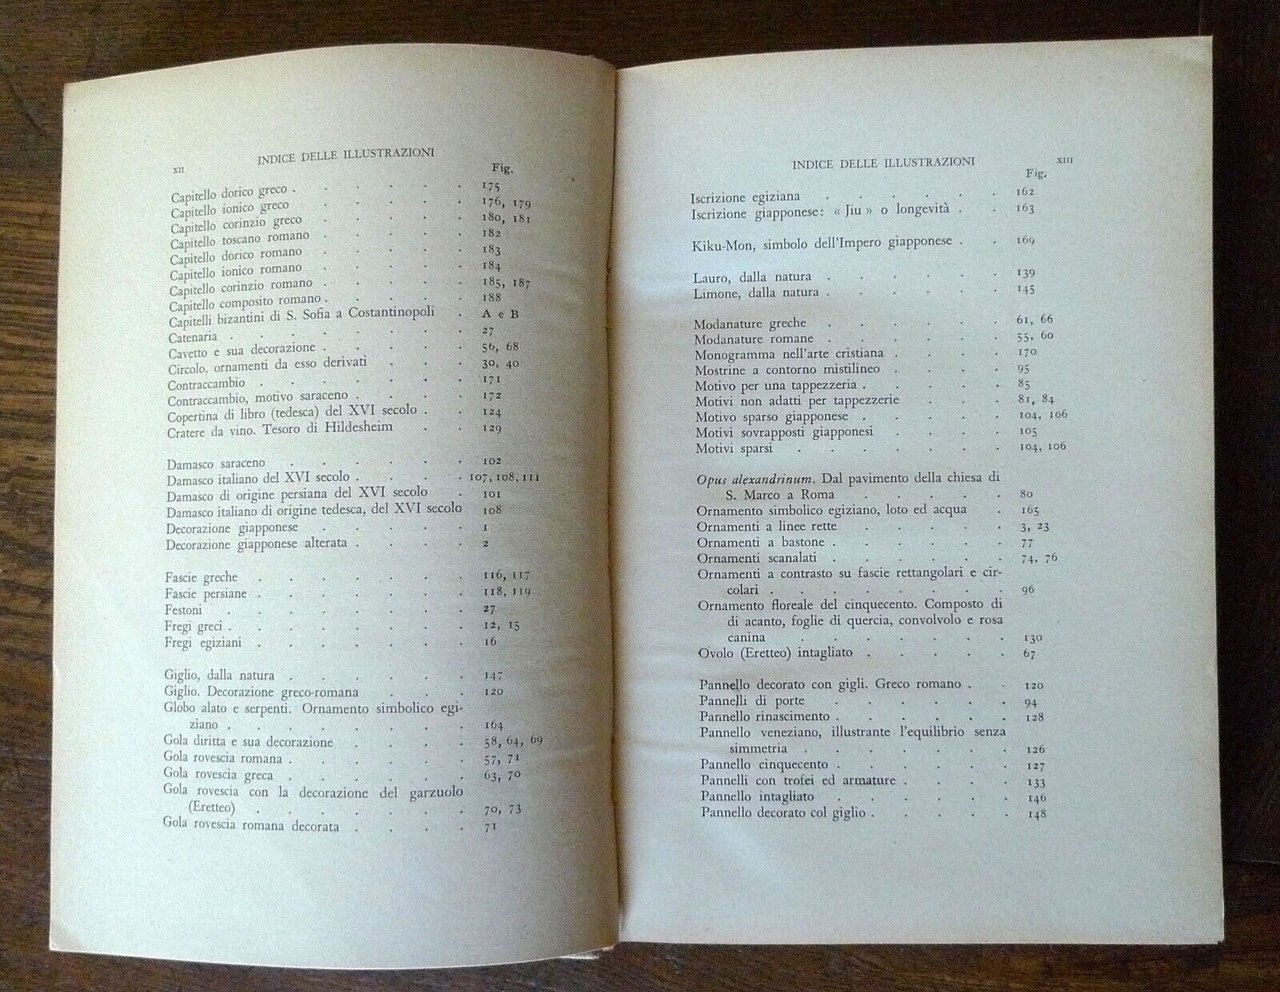 XII
INDICE DELLE ILLUSTRAZIONI
Fig.
Capitello dorico greco . . . . . . 175
Capitello ionico greco . . . . . 176, 179
Capitello corinzio greco . . . . . 180, 181
Capitello toscano romano . . . . . 182
Capitello dorico romano . . . . . 183
Capitello ionico romano . . . . . 184
Capitello corinzio romano . . . . . 185, 187
Capitello composito romano . . . . . 188
Capitelli bizantini di S. Sofia a Costantinopoli . A e B
Catenaria . . . . . . . 27
Cavetto e sua decorazione . . . . . 56, 68
Circolo, ornamenti da esso derivati . . . . 30, 40
Contraccambio . . . . . . . 171
Contraccambio, motivo saraceno . . . . 172
Copertina di libro (tedesca) del XVI secolo . . 124
Cratere da vino. Tesoro di Hildesheim . . 129
Damasco saraceno . . . . . . 102
Damasco italiano del XVI secolo . . . . 107, 108, 111
Damasco di origine persiana del XVI secolo . 101
Damasco italiano di origine tedesca, del XVI secolo 108
Decorazione giapponese . . . . . 1
Decorazione giapponese alterata . . . . 2
Fascie greche . . . . . . . 116, 117
Fascie persiane . . . . . . . 118, 119
Festoni . . . . . . . . 27
Fregi greci . . . . . . . . 12, 15
Fregi egiziani . . . . . . . 16
Giglio, dalla natura . . . . . . 147
Giglio. Decorazione greco-romana . . . 120
Globo alato e serpenti. Ornamento simbolico egi-
ziano . . . . . . . . 164
Gola diritta e sua decorazione . . . . 58, 64, 69
Gola rovescia romana . . . . . . 57, 71
Gola rovescia greca . . . . . . 63, 70
Gola rovescia con la decorazione del garzuolo
(Eretteo) . . . . . . . 70, 73
Gola rovescia romana decorata . . . . 71
INDICE DELLE ILLUSTRAZIONI
XIII
Fig.
Iscrizione egiziana . . . . . 162
Iscrizione giapponese: « Jiu » o longevità . . 163
Kiku-Mon, simbolo dell'Impero giapponese . . 169
Lauro, dalla natura . . . . . . 139
Limone, dalla natura . . . . . . 145
Modanature greche . . . . . . 61, 66
Modanature romane . . . . . . 55, 60
Monogramma nell'arte cristiana . . . . 170
Mostrine a contorno mistilineo . . . . 95
Motivo per una tappezzeria . . . . . 85
Motivi non adatti per tappezzerie . . . 81, 84
Motivo sparso giapponese . . . . . 104, 106
Motivi sovrapposti giapponesi . . . . 105
Motivi sparsi . . . . . . . 104, 106
Opus alexandrinum. Dal pavimento della chiesa di
S. Marco a Roma . . . . . 80
Ornamento simbolico egiziano, loto ed acqua . 165
Ornamenti a linee rette . . . . . 3, 23
Ornamenti a bastone . . . . . . 77
Ornamenti scanalati . . . . . . 74, 76
Ornamenti a contrasto su fascie rettangolari e cir-
colari . . . . . . . . 96
Ornamento floreale del cinquecento. Composto di
di acanto, foglie di quercia, convolvolo e rosa
canina . . . . . . . 130
Ovolo (Eretteo) intagliato . . . . . 67
Pannello decorato con gigli. Greco romano . . 120
Pannelli di porte . . . . . . 94
Pannello rinascimento . . . . . . 128
Pannello veneziano, illustrante l'equilibrio senza
simmetria . . . . . . . 126
Pannello cinquecento . . . . . . 127
Pannelli con trofei ed armature . . . . 133
Pannello intagliato . . . . . . 146
Pannello decorato col giglio . . . . . 148